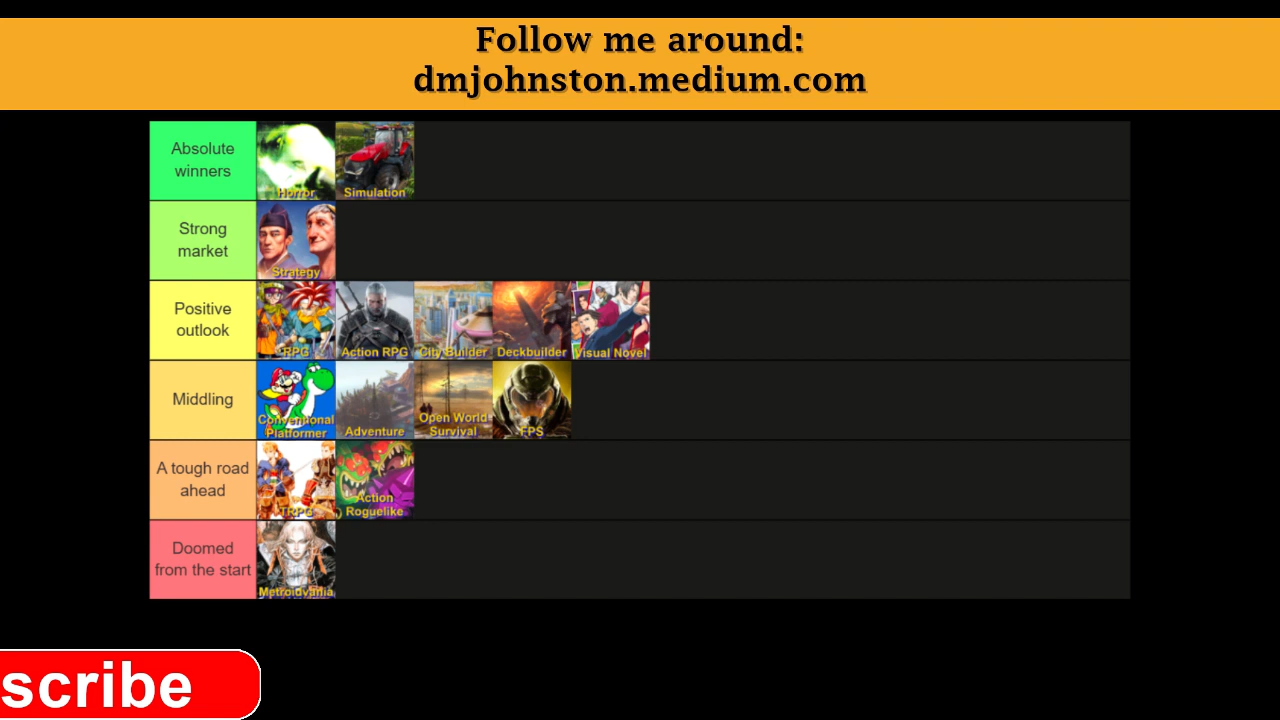 Follow me around:
dmjohnston.medium.com
Absolute
winners
Horror
Simulation
Strong
market
Strategy
Positive
outlook
RPG
Action RPG
City Builder
Deckbuilder
Visual Novel
Middling
Conventional
Platformer
Adventure
Open World
Survival
FPS
A tough road
ahead
TRPG
Action
Roguelike
Doomed
from the start
Metroidvania
scribe